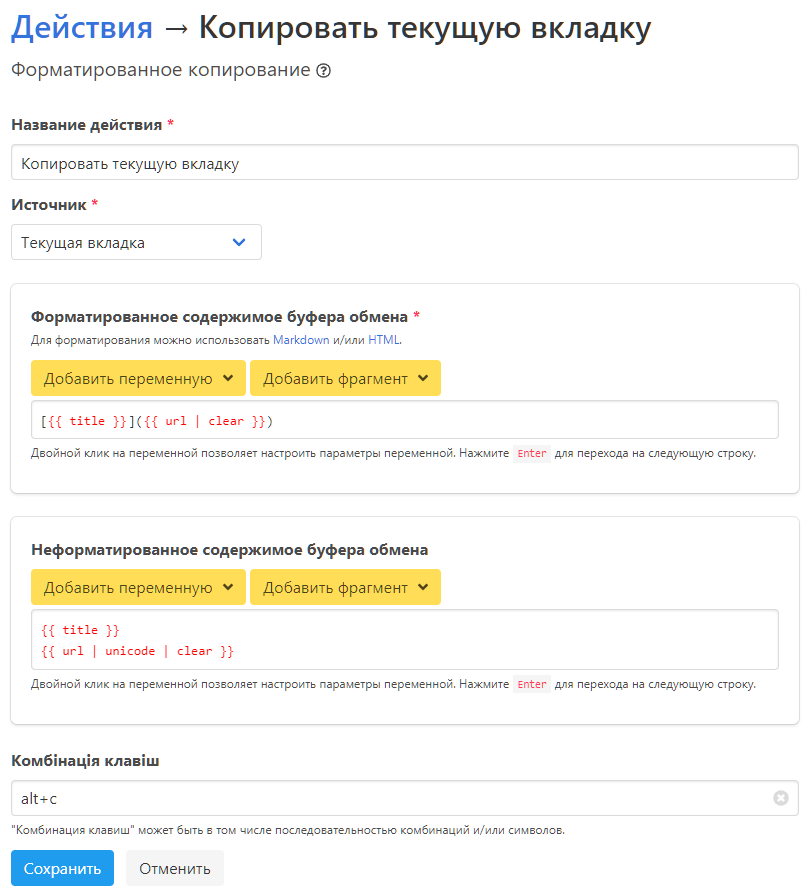 Действия → Копировать текущую вкладку
Форматированное копирование ?
Название действия *
Копировать текущую вкладку
Источник *
Текущая вкладка
Форматированное содержимое буфера обмена *
Для форматирования можно использовать Markdown и/или HTML.
Добавить переменную Добавить фрагмент
[{{ title }}]({{ url | clear }})
Двойной клик на переменной позволяет настроить параметры переменной. Нажмите Enter для перехода на следующую строку.
Неформатированное содержимое буфера обмена
Добавить переменную Добавить фрагмент
{{ title }}
{{ url | unicode | clear }}
Двойной клик на переменной позволяет настроить параметры переменной. Нажмите Enter для перехода на следующую строку.
Комбінація клавіш
alt+c
"Комбинация клавиш" может быть в том числе последовательностью комбинаций и/или символов.
Сохранить Отменить